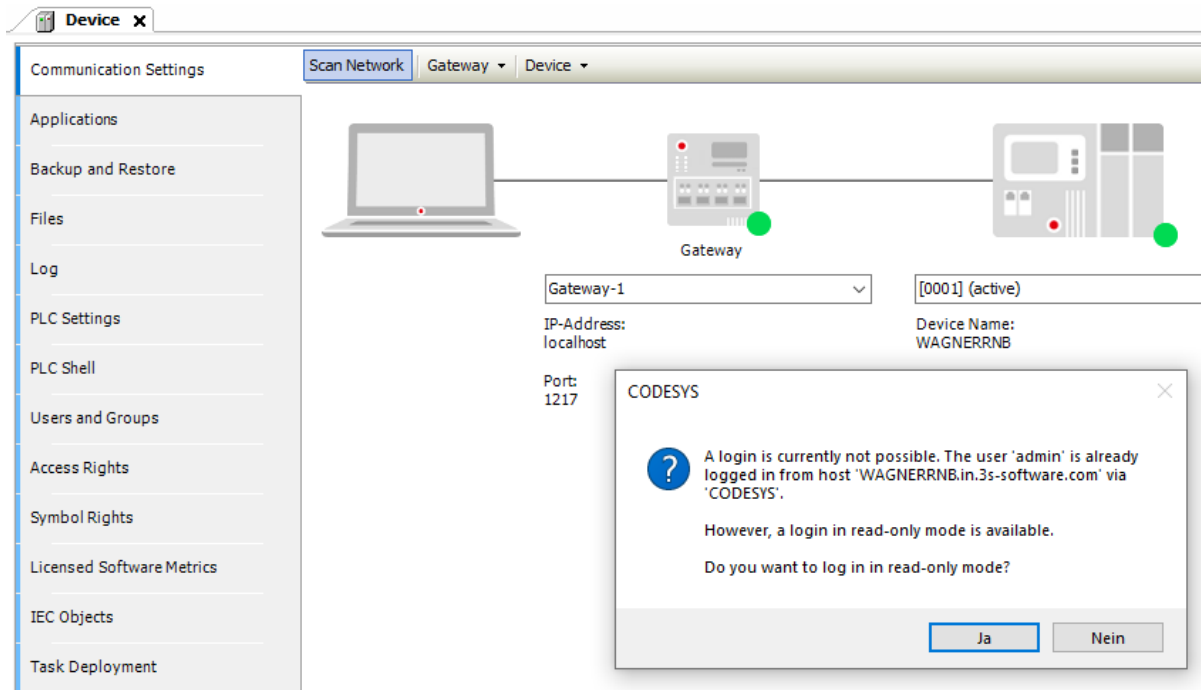 Device
Communication Settings
Applications
Backup and Restore
Files
Log
PLC Settings
PLC Shell
Users and Groups
Access Rights
Symbol Rights
Licensed Software Metrics
IEC Objects
Task Deployment
Scan Network Gateway Device
Gateway
Gateway-1
IP-Address:
localhost
Port:
1217
[0001] (active)
Device Name:
WAGNERRNB
CODESYS
A login is currently not possible. The user 'admin' is already
logged in from host 'WAGNERRNB.in.3s-software.com' via
'CODESYS'.
However, a login in read-only mode is available.
Do you want to log in in read-only mode?
Ja Nein